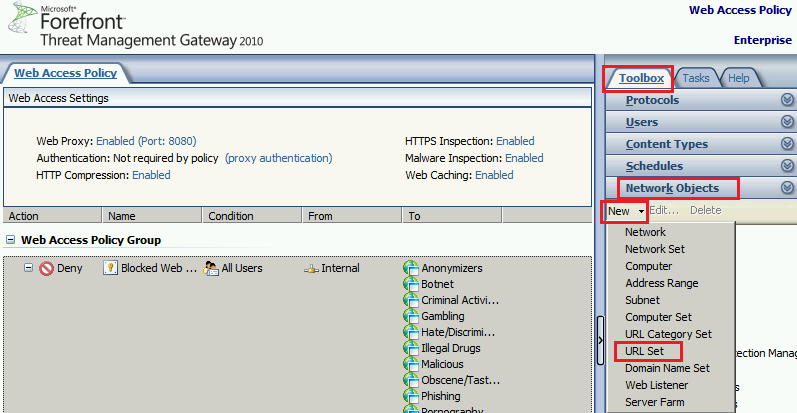 Microsoft®
Forefront
Threat Management Gateway 2010
Web Access Policy
Enterprise
Web Access Policy
Web Access Settings
Web Proxy: Enabled (Port: 8080)
Authentication: Not required by policy (proxy authentication)
HTTP Compression: Enabled
HTTPS Inspection: Enabled
Malware Inspection: Enabled
Web Caching: Enabled
Action Name Condition From To
Web Access Policy Group
Deny Blocked Web ... All Users Internal Anonymizers
Botnet
Criminal Activi...
Gambling
Hate/Discrimi...
Illegal Drugs
Malicious
Obscene/Tast...
Phishing
Pornography
Toolbox Tasks Help
Protocols
Users
Content Types
Schedules
Network Objects
New Edit... Delete
Network
Network Set
Computer
Address Range
Subnet
Computer Set
URL Category Set
URL Set
Domain Name Set
Web Listener
Server Farm